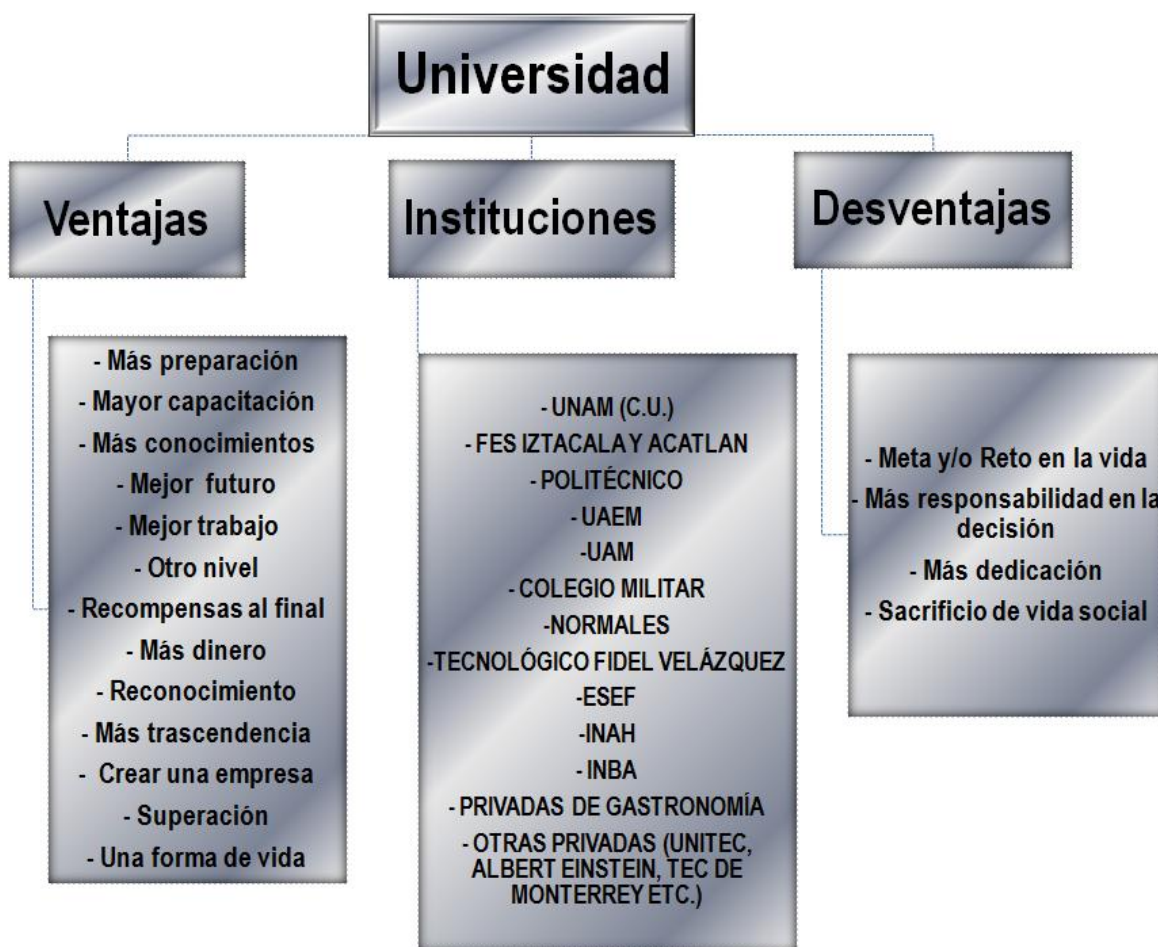 Universidad
Ventajas
Instituciones
Desventajas
- Más preparación
- Mayor capacitación
- Más conocimientos
- Mejor  futuro
- Mejor trabajo
- Otro nivel
- Recompensas al final
- Más dinero
- Reconocimiento
- Más trascendencia
-  Crear una empresa
- Superación
- Una forma de vida
- UNAM (C.U.)
- FES IZTACALA Y ACATLAN
- POLITÉCNICO
- UAEM
-UAM
- COLEGIO MILITAR
-NORMALES
-TECNOLÓGICO FIDEL VELÁZQUEZ
-ESEF
-INAH
- INBA
- PRIVADAS DE GASTRONOMÍA
- OTRAS PRIVADAS (UNITEC,
ALBERT EINSTEIN, TEC DE
MONTERREY ETC.)
- Meta y/o Reto en la vida
- Más responsabilidad en la
decisión
- Más dedicación
- Sacrificio de vida social